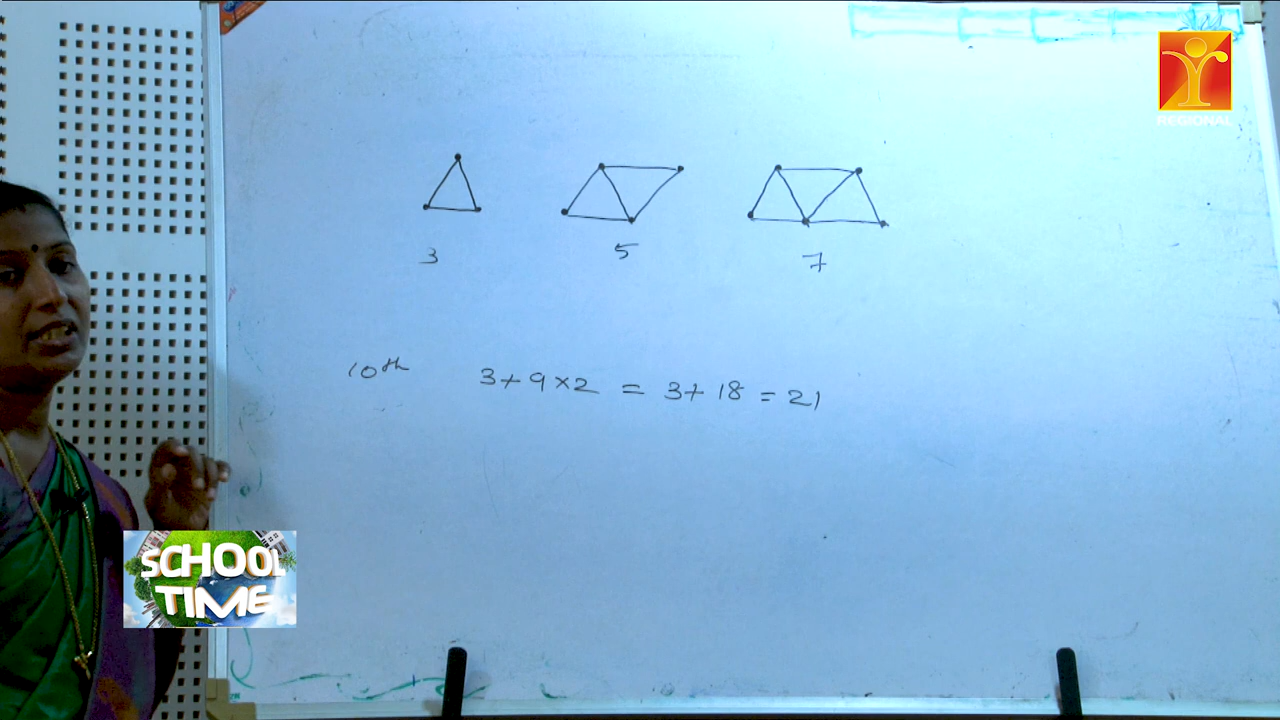 REGIONAL
3 5 7
10th 3+9×2 = 3+18 = 21
SCHOOL
TIME